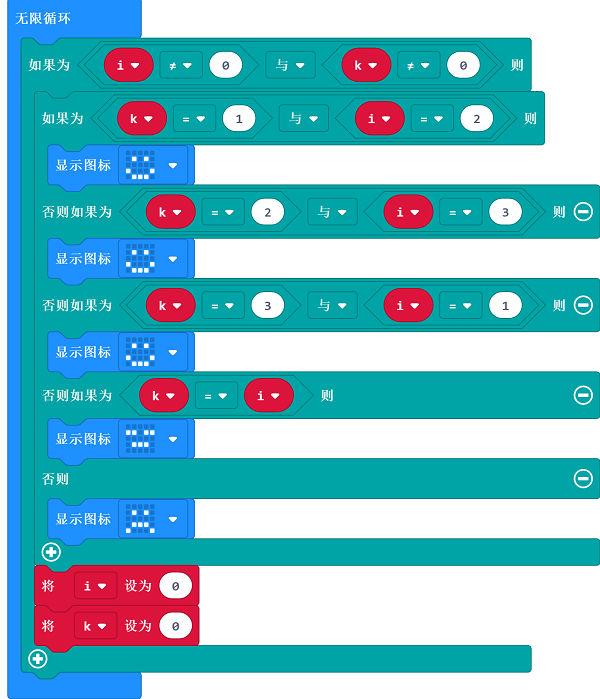 无限循环
如果为 i ≠ 0 与 k ≠ 0 则
如果为 k = 1 与 i = 2 则
显示图标
否则如果为 k = 2 与 i = 3 则
显示图标
否则如果为 k = 3 与 i = 1 则
显示图标
否则如果为 k = i 则
显示图标
否则
显示图标
将 i 设为 0
将 k 设为 0